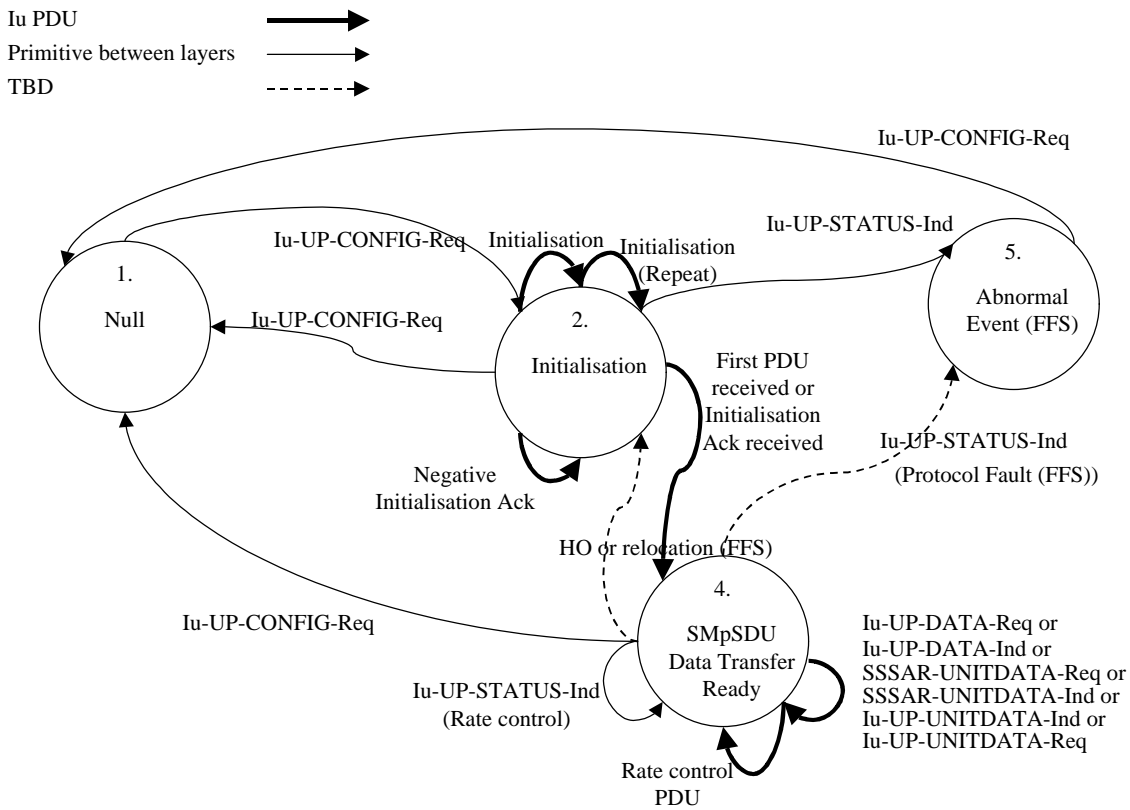 Iu PDU
Primitive between layers
TBD
Iu-UP-CONFIG-Req
Iu-UP-CONFIG-Req
Initialisation
Initialisation
(Repeat)
Iu-UP-STATUS-Ind
1.
Null
Iu-UP-CONFIG-Req
2.
Initialisation
5.
Abnormal
Event (FFS)
First PDU
received or
Initialisation
Ack received
Negative
Initialisation Ack
Iu-UP-STATUS-Ind
(Protocol Fault (FFS))
HO or relocation (FFS)
4.
SMpSDU
Data Transfer
Ready
Iu-UP-CONFIG-Req
Iu-UP-STATUS-Ind
(Rate control)
Iu-UP-DATA-Req or
Iu-UP-DATA-Ind or
SSSAR-UNITDATA-Req or
SSSAR-UNITDATA-Ind or
Iu-UP-UNITDATA-Ind or
Iu-UP-UNITDATA-Req
Rate control
PDU